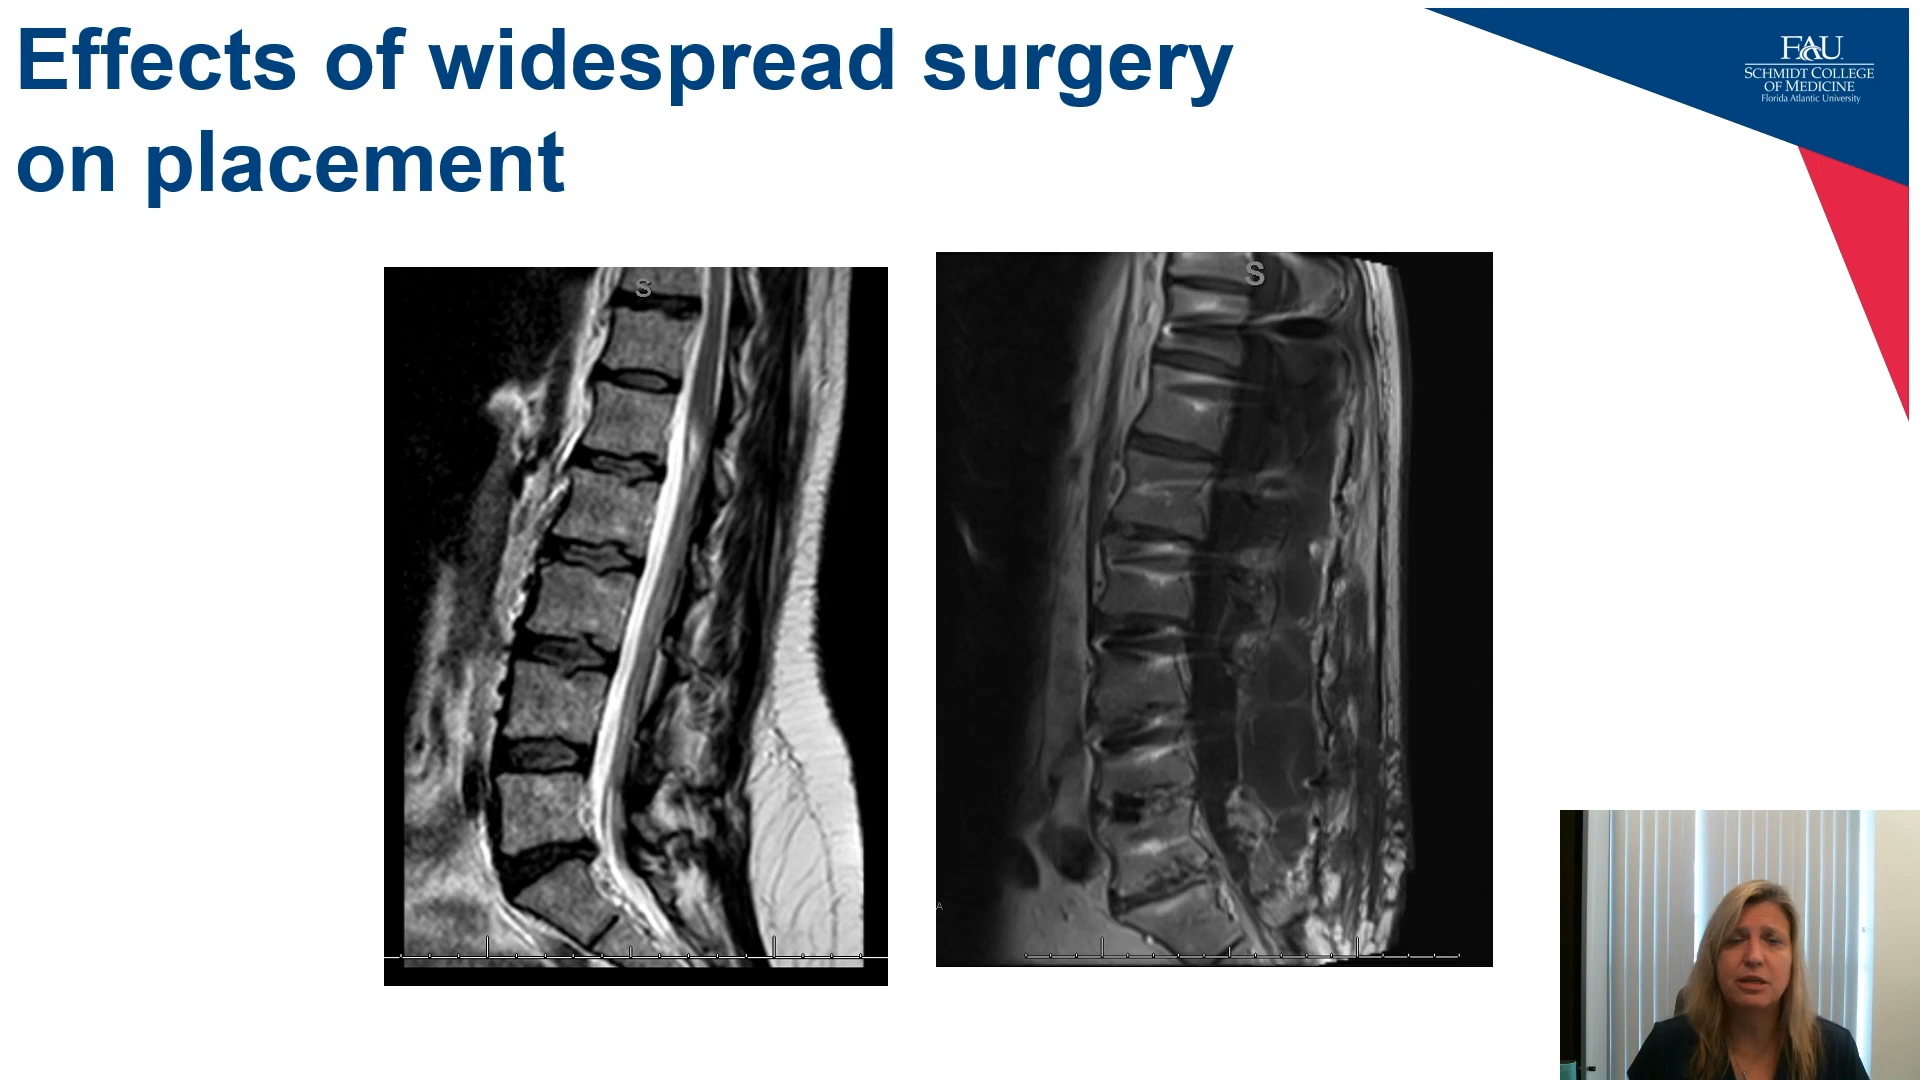 Effects of widespread surgery
on placement
FAU
SCHMIDT COLLEGE
OF MEDICINE
Florida Atlantic University
S
S
A